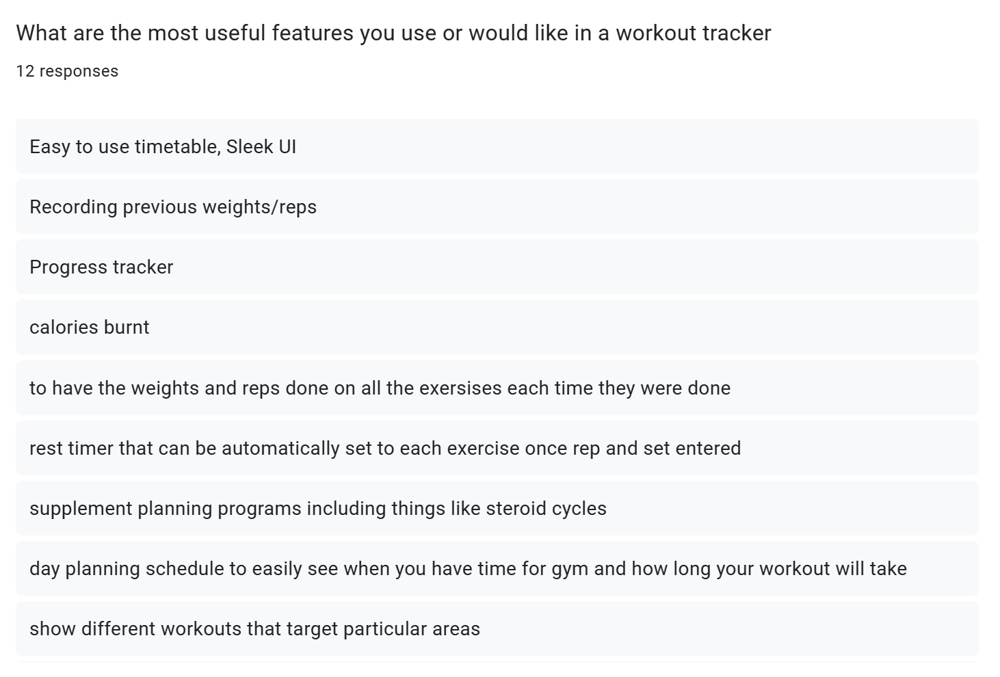 What are the most useful features you use or would like in a workout tracker
12 responses
Easy to use timetable, Sleek UI
Recording previous weights/reps
Progress tracker
calories burnt
to have the weights and reps done on all the exersises each time they were done
rest timer that can be automatically set to each exercise once rep and set entered
supplement planning programs including things like steroid cycles
day planning schedule to easily see when you have time for gym and how long your workout will take
show different workouts that target particular areas